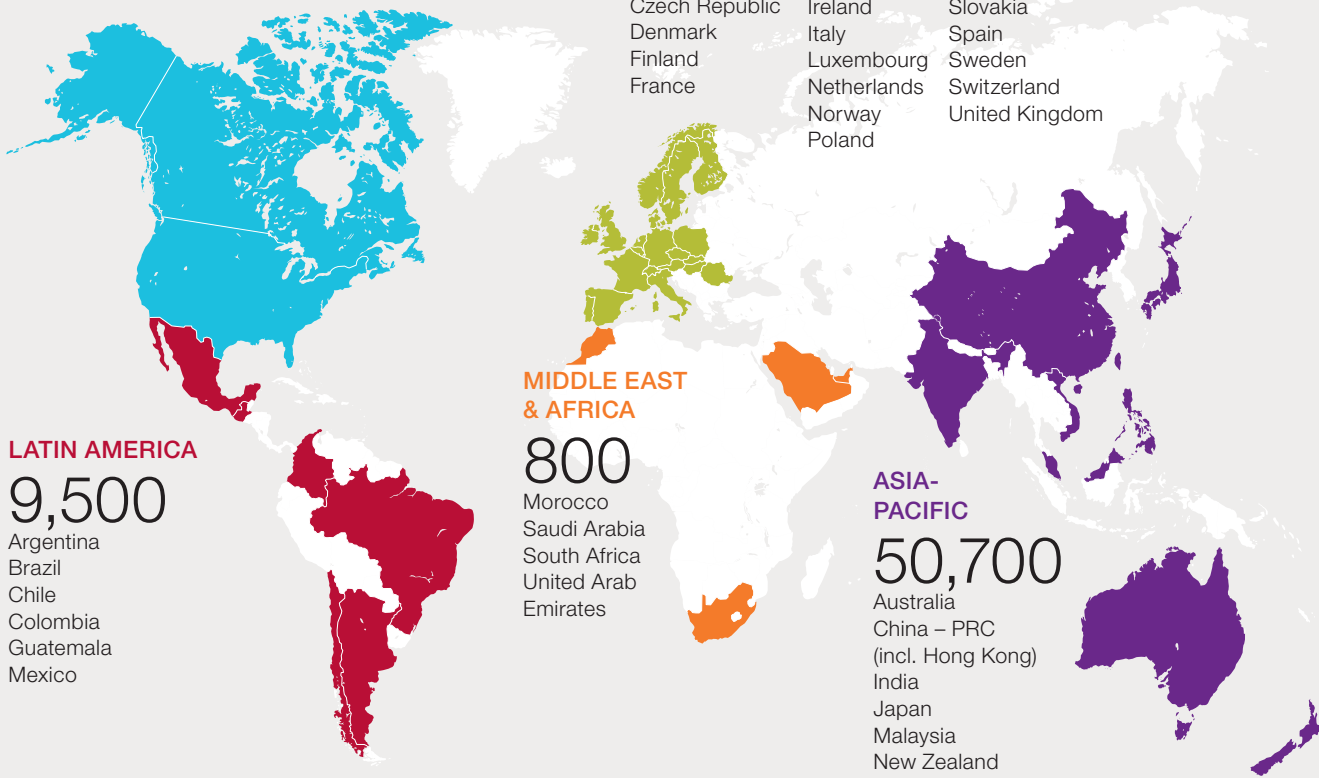 Czech Republic
Denmark
Finland
France
Ireland
Italy
Luxembourg
Netherlands
Norway
Poland
Slovakia
Spain
Sweden
Switzerland
United Kingdom
MIDDLE EAST
& AFRICA
800
Morocco
Saudi Arabia
South Africa
United Arab
Emirates
LATIN AMERICA
9,500
Argentina
Brazil
Chile
Colombia
Guatemala
Mexico
ASIA-
PACIFIC
50,700
Australia
China – PRC
(incl. Hong Kong)
India
Japan
Malaysia
New Zealand